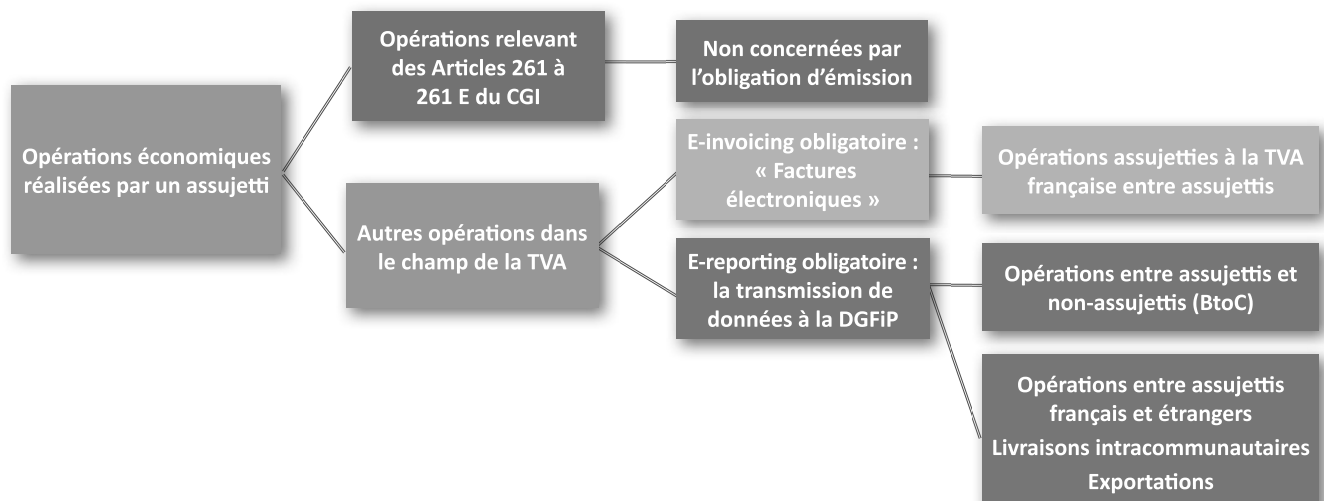 Opérations économiques
réalisées par un assujetti
Opérations relevant
des Articles 261 à
261 E du CGI
Non concernées par
l’obligation d’émission
Autres opérations dans
le champ de la TVA
E-invoicing obligatoire :
« Factures
électroniques »
Opérations assujetties à la TVA
française entre assujettis
E-reporting obligatoire :
la transmission de
données à la DGFiP
Opérations entre assujettis et
non-assujettis (BtoC)
Opérations entre assujettis
français et étrangers
Livraisons intracommunautaires
Exportations